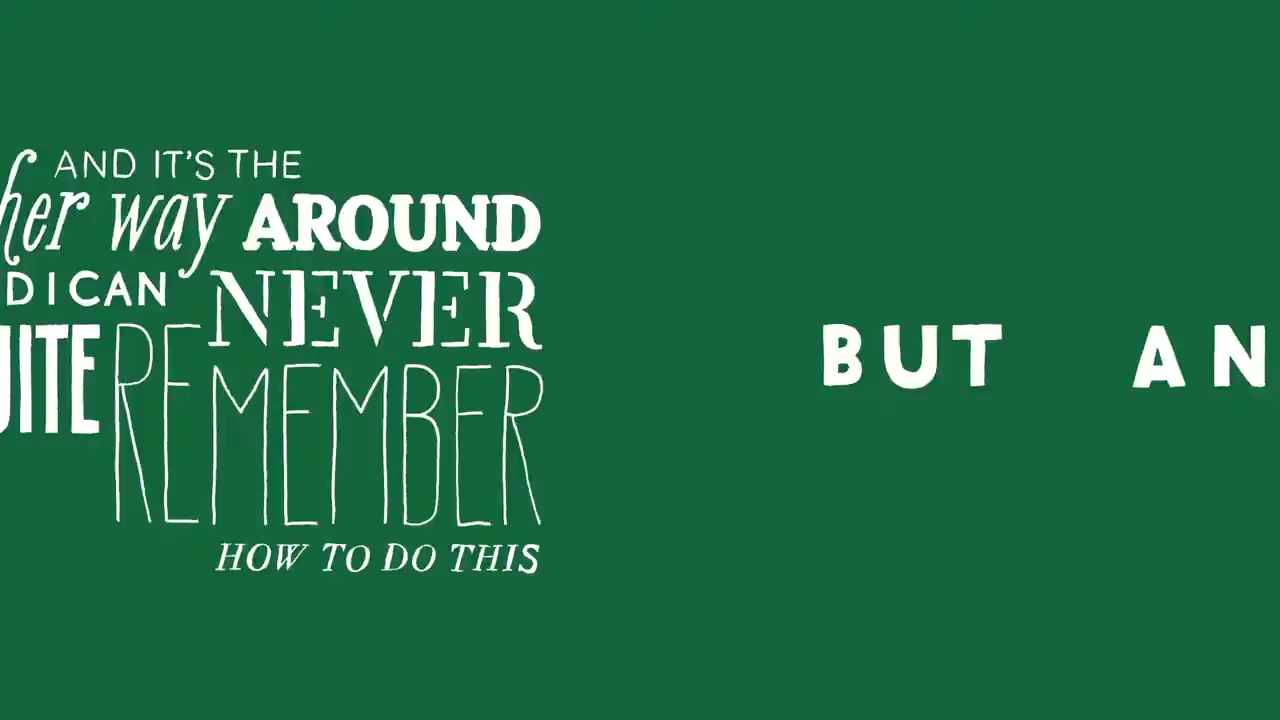 AND IT'S THE
her way AROUND
D I CAN NEVER
UITE REMEMBER
HOW TO DO THIS
BUT AN